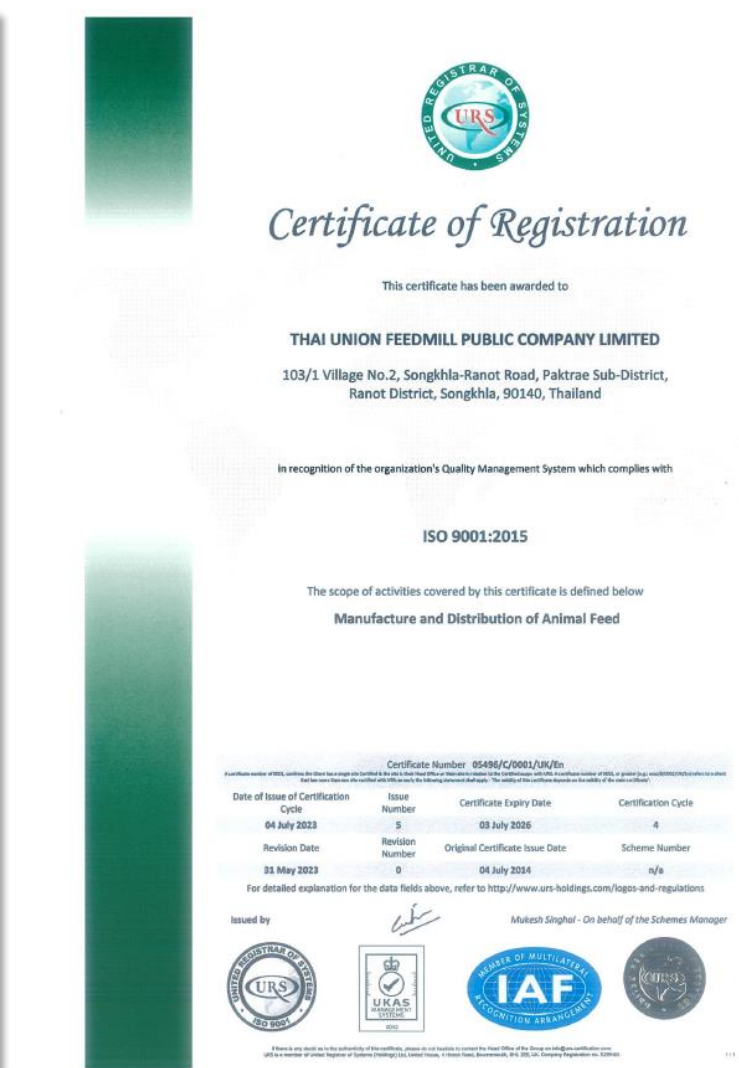 UNITED REGISTRAR OF SYSTEMS
URS
Certificate of Registration
This certificate has been awarded to
THAI UNION FEEDMILL PUBLIC COMPANY LIMITED
103/1 Village No.2, Songkhla-Ranot Road, Paktrae Sub-District,
Ranot District, Songkhla, 90140, Thailand
in recognition of the organization's Quality Management System which complies with
ISO 9001:2015
The scope of activities covered by this certificate is defined below
Manufacture and Distribution of Animal Feed
Certificate Number 05496/C/0001/UK/En
Date of Issue of Certification Cycle
Issue Number
Certificate Expiry Date
Certification Cycle
04 July 2023
5
03 July 2026
4
Revision Date
Revision Number
Original Certificate Issue Date
Scheme Number
31 May 2023
0
04 July 2014
n/a
For detailed explanation for the data fields above, refer to http://www.urs-holdings.com/logos-and-regulations
Issued by
Mukesh Singhal - On behalf of the Schemes Manager
UNITED REGISTRAR OF SYSTEMS
URS
ISO 9001
UKAS
MANAGEMENT
SYSTEMS
MEMBER OF MULTILATERAL
IAF
RECOGNITION ARRANGEMENT
URS